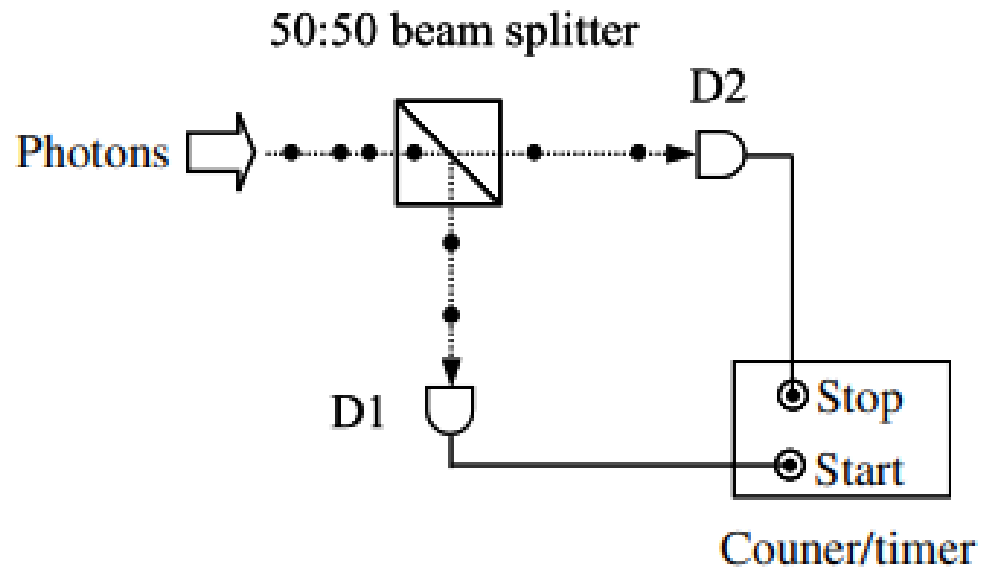 50:50 beam splitter
D2
Photons
D1
Stop
Start
Couner/timer